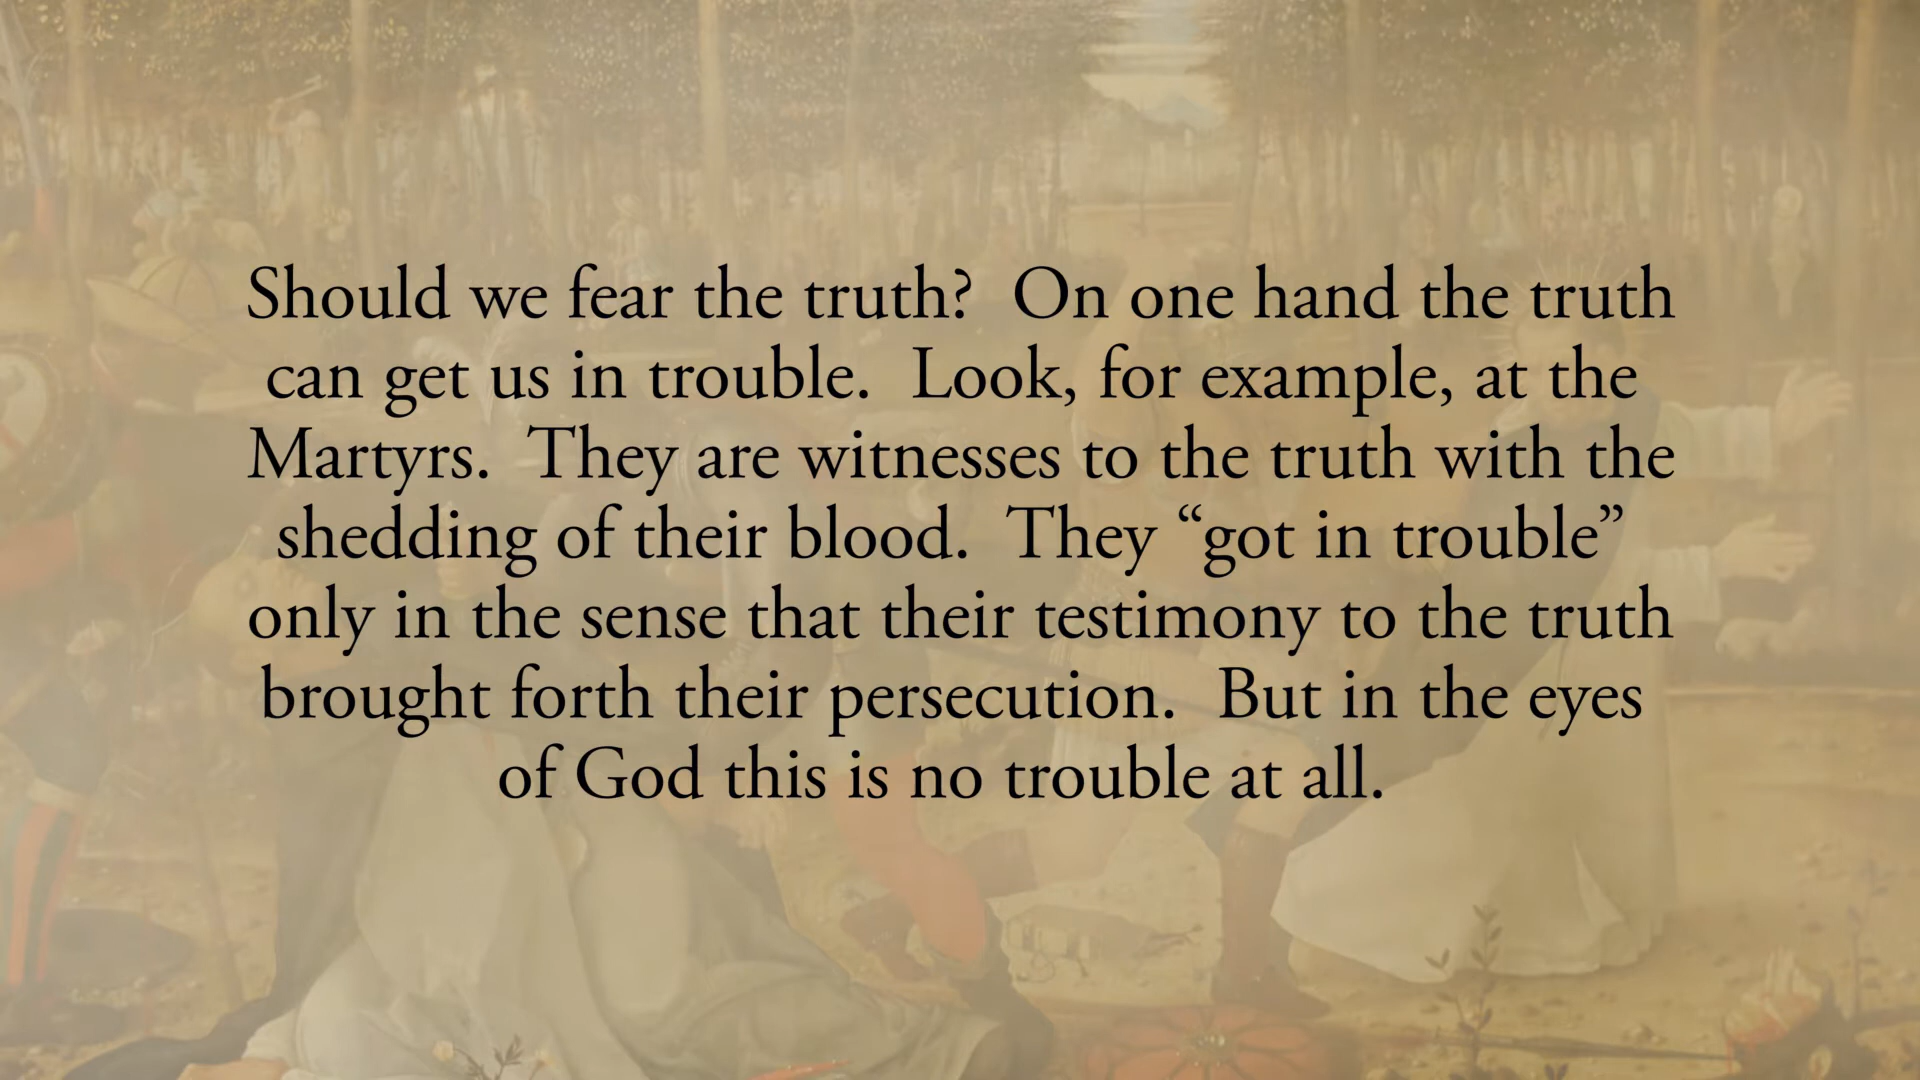 Should we fear the truth?  On one hand the truth
can get us in trouble.  Look, for example, at the
Martyrs.  They are witnesses to the truth with the
shedding of their blood.  They “got in trouble”
only in the sense that their testimony to the truth
brought forth their persecution.  But in the eyes
of God this is no trouble at all.